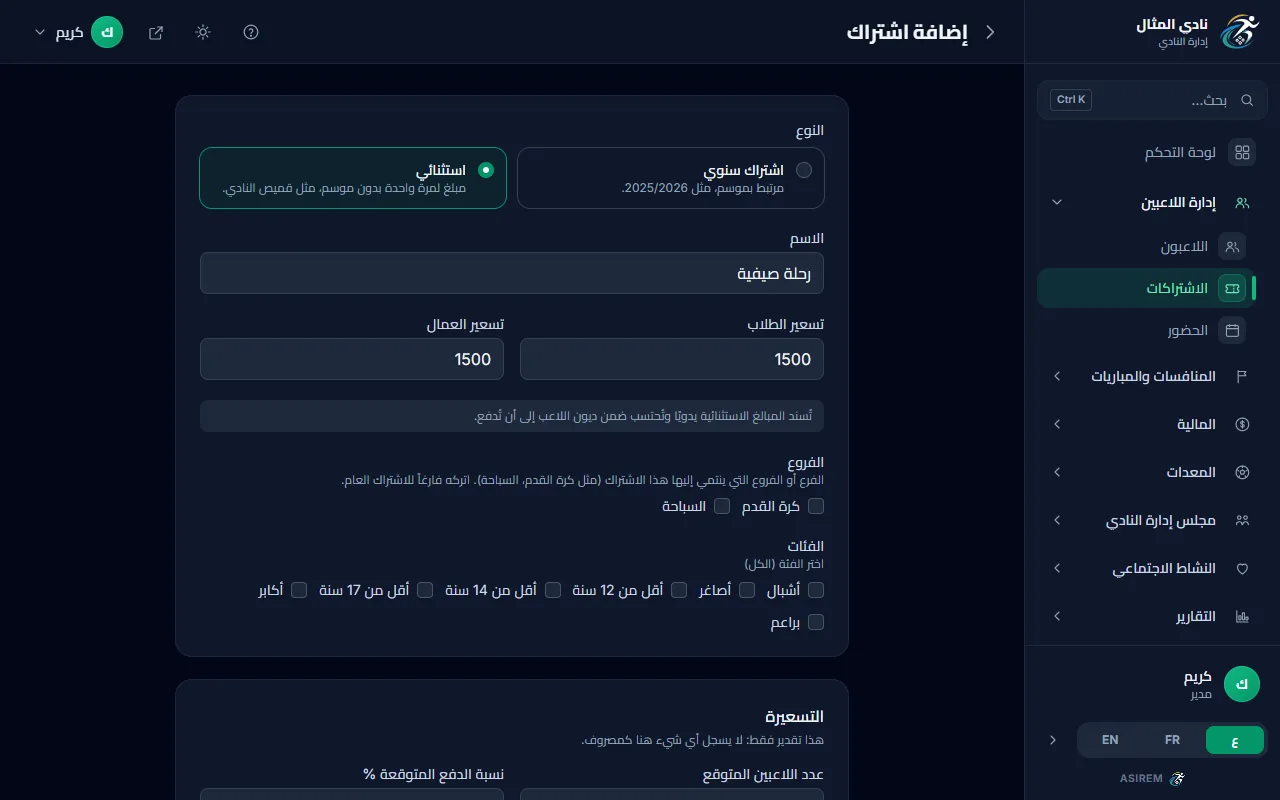 نادي المثال
إدارة النادي
بحث...
Ctrl K
لوحة التحكم
إدارة اللاعبين
اللاعبون
الاشتراكات
الحضور
المنافسات والمباريات
المالية
المعدات
مجلس إدارة النادي
النشاط الاجتماعي
التقارير
ك
كريم
مدير
ع
FR
EN
ASIREM
إضافة اشتراك
ك
كريم
النوع
اشتراك سنوي
مرتبط بموسم، مثل 2025/2026.
استثنائي
مبلغ لمرة واحدة بدون موسم، مثل قميص النادي.
الاسم
رحلة صيفية
تسعير الطلاب
تسعير العمال
1500
1500
تُسند المبالغ الاستثنائية يدويًا وتُحتسب ضمن ديون اللاعب إلى أن تُدفع.
الفروع
الفرع أو الفروع التي ينتمي إليها هذا الاشتراك (مثل كرة القدم، السباحة). اتركه فارغاً للاشتراك العام.
كرة القدم
السباحة
الفئات
اختر الفئة (الكل)
أشبال
أصاغر
أقل من 12 سنة
أقل من 14 سنة
أقل من 17 سنة
أكابر
براعم
التسعيرة
هذا تقدير فقط: لا يسجل أي شيء هنا كمصروف.
عدد اللاعبين المتوقع
نسبة الدفع المتوقعة %